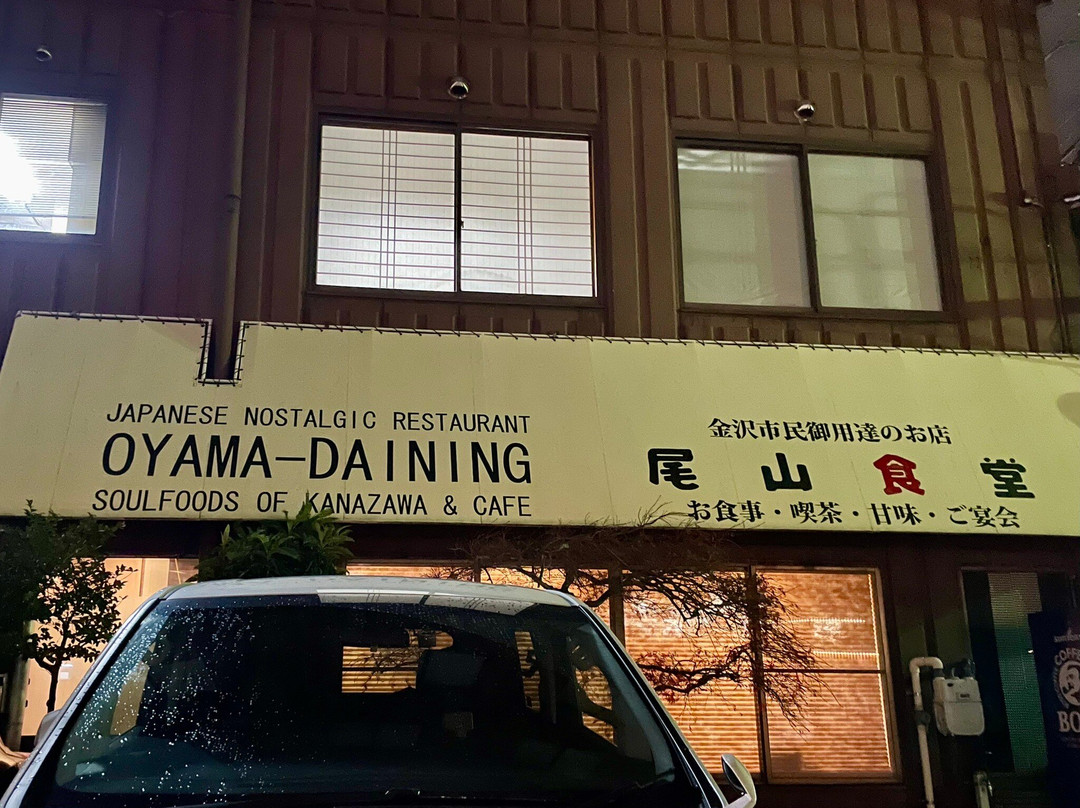 JAPANESE NOSTALGIC RESTAURANT
OYAMA-DAINING
SOULFOODS OF KANAZAWA & CAFE
金沢市民御用達のお店
尾山食堂
お食事・喫茶・甘味・ご宴会